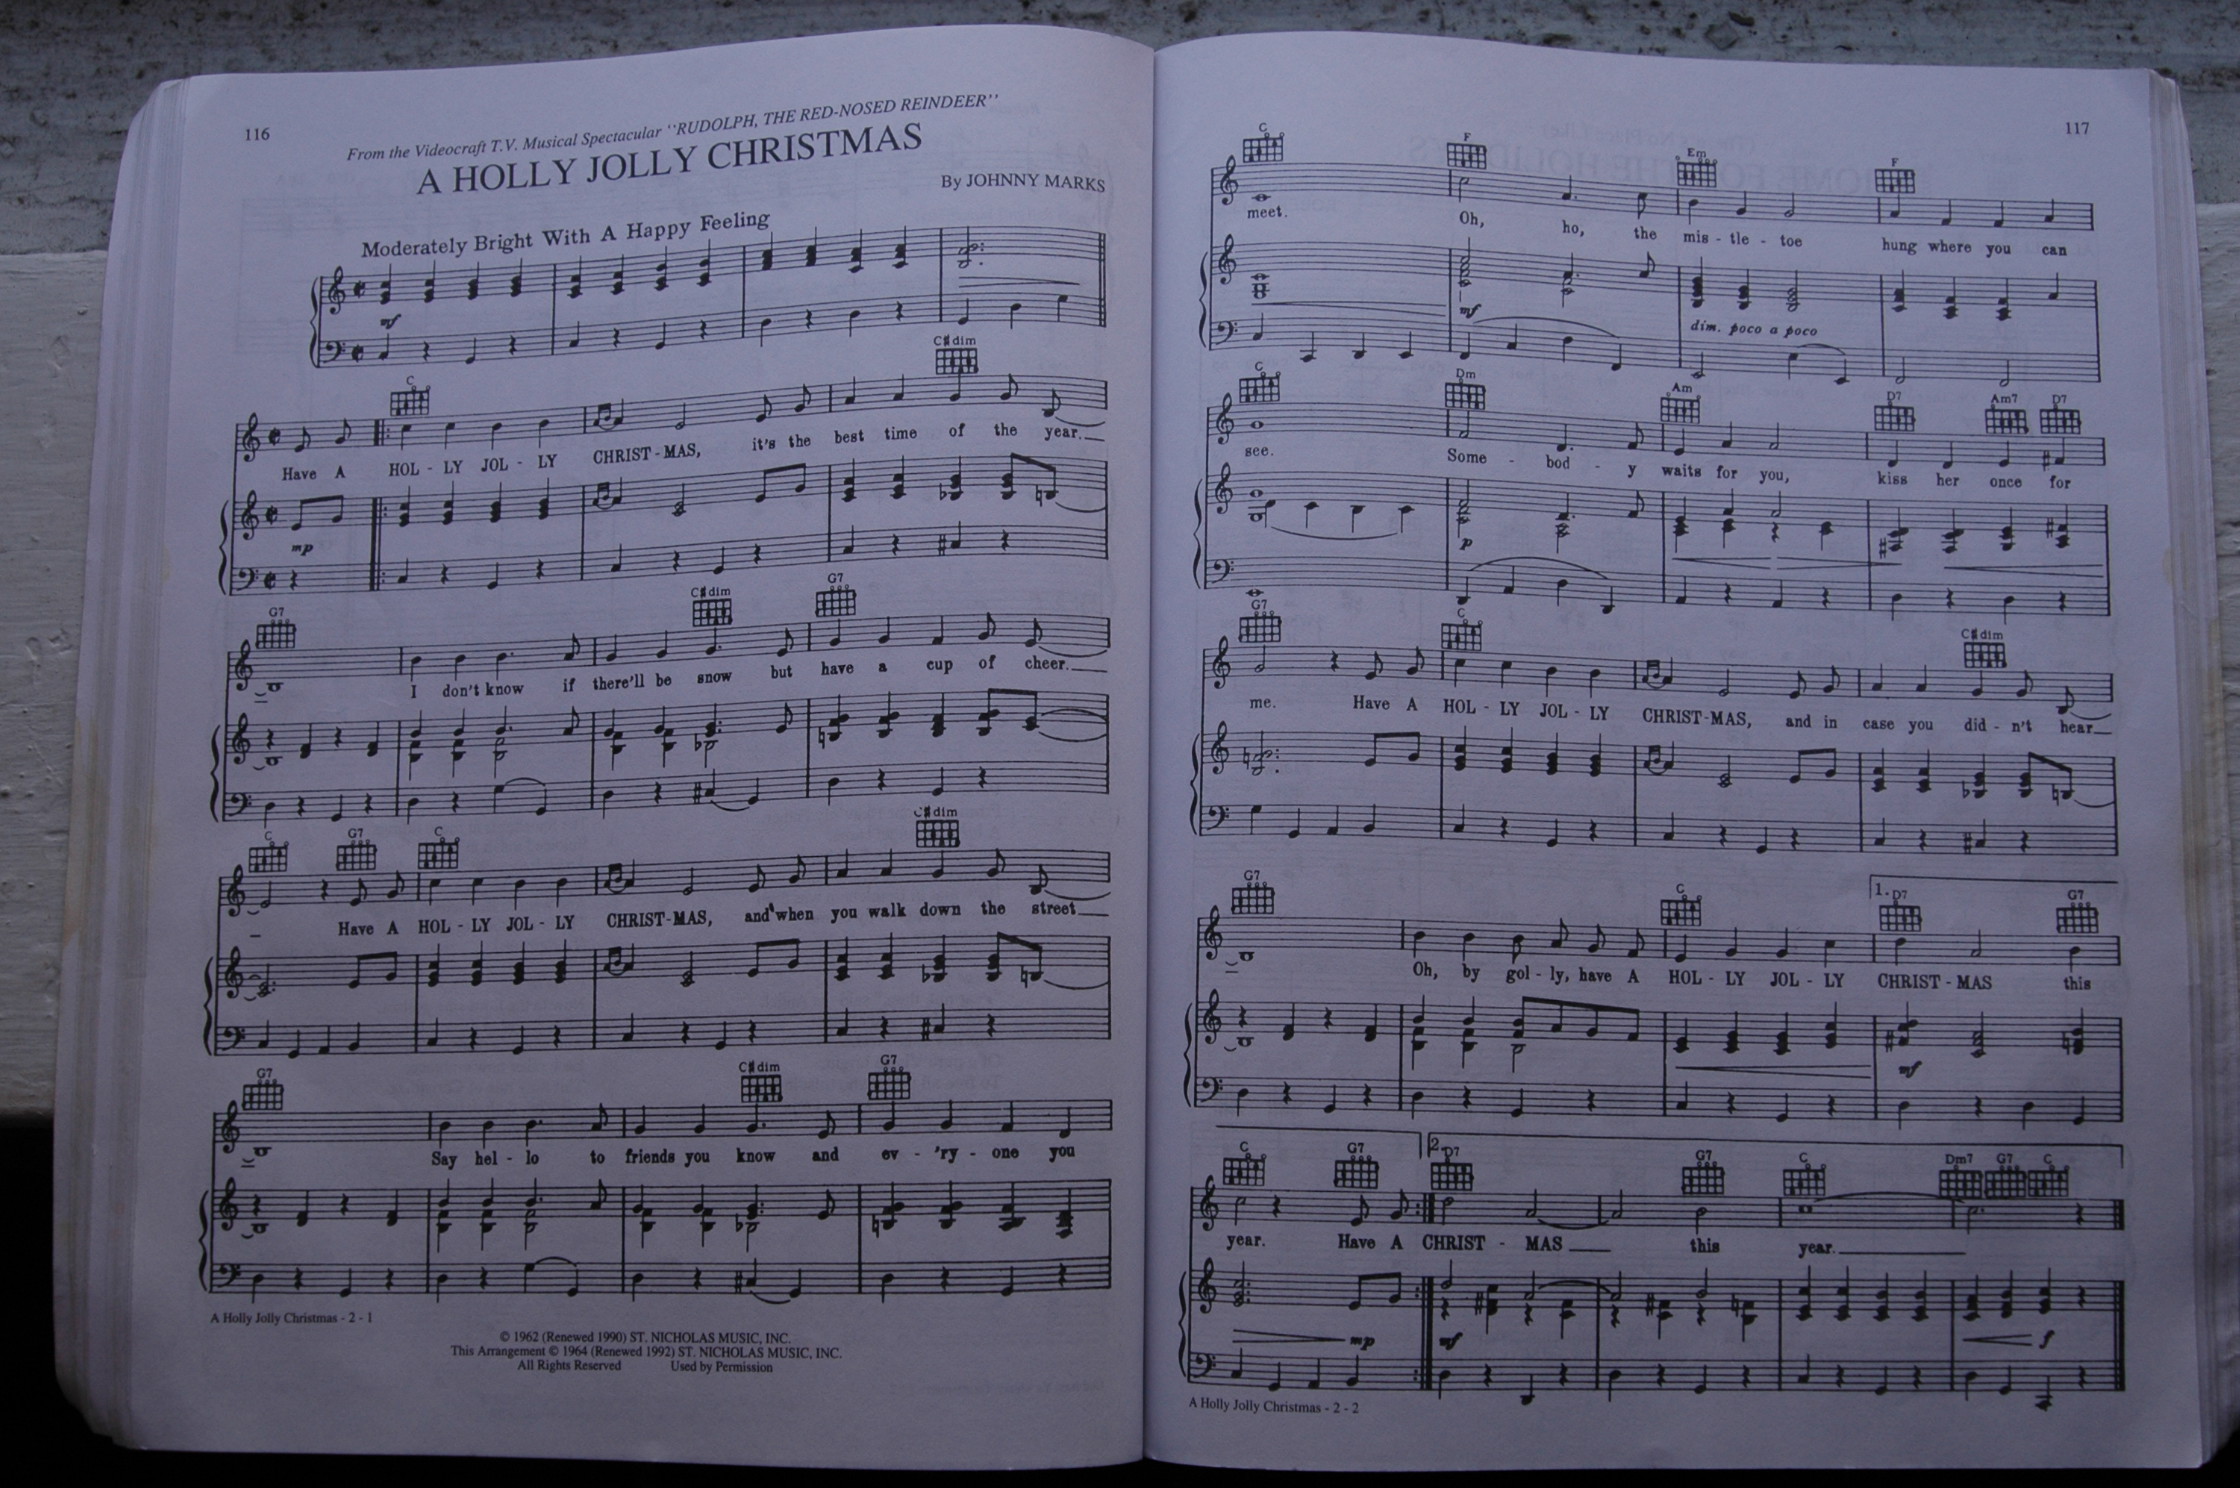 116
From the Videocraft T.V. Musical Spectacular "RUDOLPH, THE RED-NOSED REINDEER"
A HOLLY JOLLY CHRISTMAS
By JOHNNY MARKS
Moderately Bright With A Happy Feeling
mf
C C#dim
Have A HOL - LY JOL - LY CHRIST - MAS, it's the best time of the year.
mp
G7 C#dim G7
I don't know if there'll be snow but have a cup of cheer.
C G7 C C#dim
Have A HOL - LY JOL - LY CHRIST - MAS, and when you walk down the street
G7 C#dim G7
Say hel - lo to friends you know and ev - 'ry - one you
A Holly Jolly Christmas - 2 - 1
© 1962 (Renewed 1990) ST. NICHOLAS MUSIC, INC.
This Arrangement © 1964 (Renewed 1992) ST. NICHOLAS MUSIC, INC.
All Rights Reserved Used by Permission
117
C F Em F
meet. Oh, ho, the mis - tle - toe hung where you can
mf dim. poco a poco
C Dm Am D7 Am7 D7
see. Some - bod - y waits for you, kiss her once for
p
G7 C C#dim
me. Have A HOL - LY JOL - LY CHRIST - MAS, and in case you did - n't hear
G7 C 1. D7 G7
Oh, by gol - ly, have A HOL - LY JOL - LY CHRIST - MAS this
mf
C G7 2. D7 G7 C Dm7 G7 C
year. Have A CHRIST - MAS this year.
mp mf f
A Holly Jolly Christmas - 2 - 2